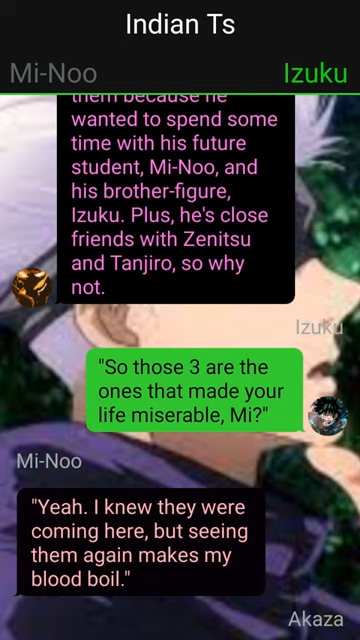 Indian Ts
Mi-Noo Izuku
them because he
wanted to spend some
time with his future
student, Mi-Noo, and
his brother-figure,
Izuku. Plus, he's close
friends with Zenitsu
and Tanjiro, so why
not.
Izuku
"So those 3 are the
ones that made your
life miserable, Mi?"
Mi-Noo
"Yeah. I knew they were
coming here, but seeing
them again makes my
blood boil."
Akaza